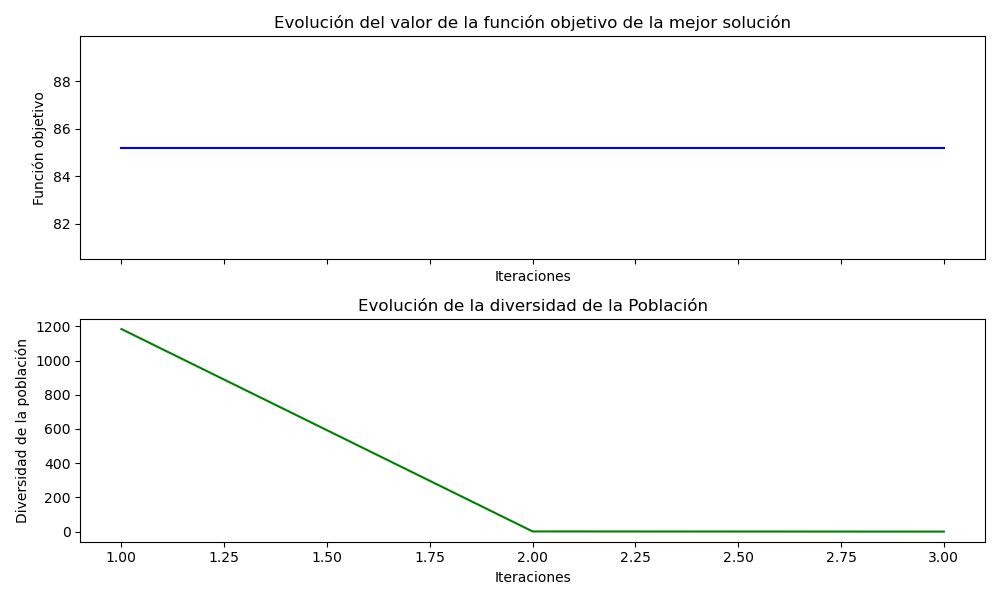 Evolución del valor de la función objetivo de la mejor solución
88
86
84
82
Función objetivo
Iteraciones
Evolución de la diversidad de la Población
1200
1000
800
600
400
200
0
Diversidad de la población
1.00 1.25 1.50 1.75 2.00 2.25 2.50 2.75 3.00
Iteraciones